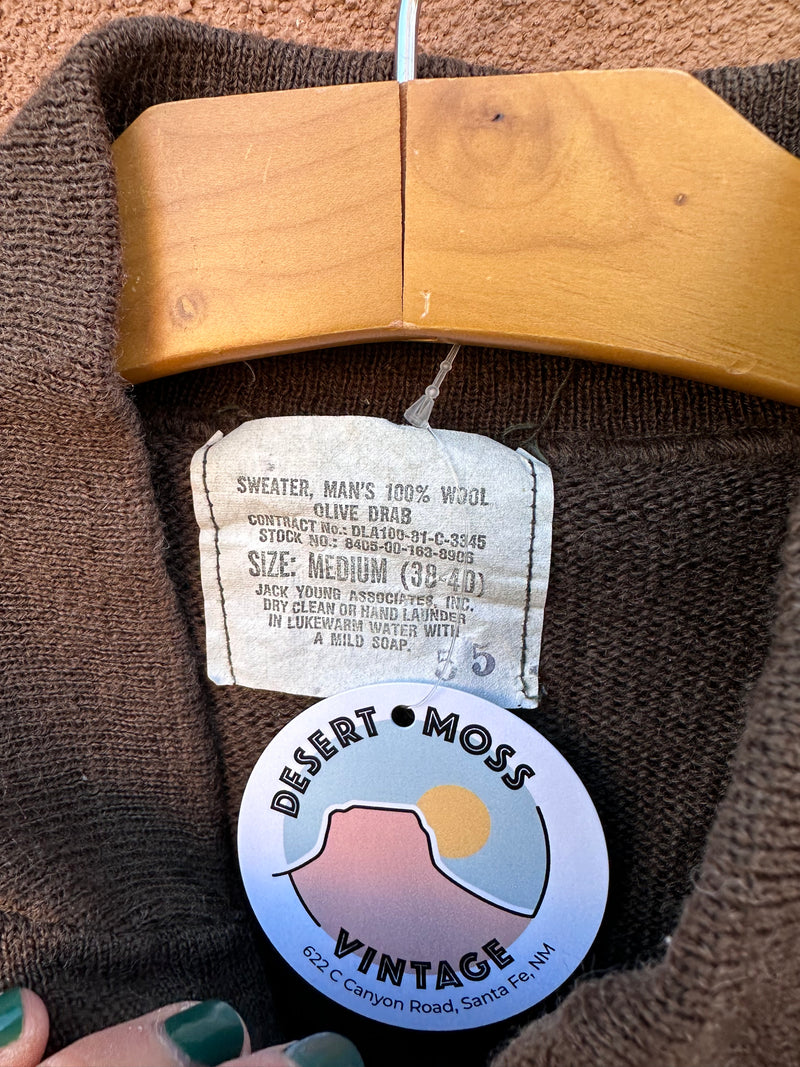 SWEATER, MAN'S 100% WOOL
OLIVE DRAB
CONTRACT No.: DLA100-81-C-3345
STOCK NO.: 8405-00-163-8906
SIZE: MEDIUM (38-40)
JACK YOUNG ASSOCIATES, INC.
DRY CLEAN OR HAND LAUNDER
IN LUKEWARM WATER WITH
A MILD SOAP.
5 5
DESERT MOSS
VINTAGE
622 C Canyon Road, Santa Fe, NM